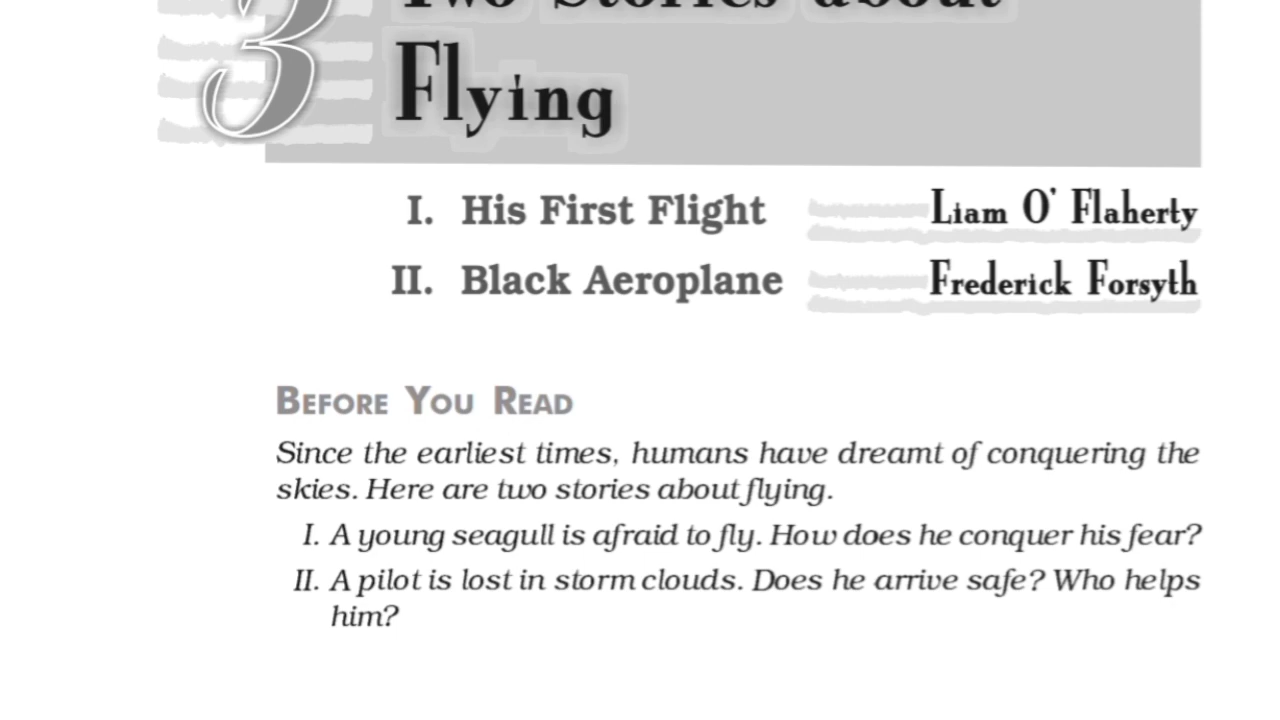 3 Two Stories about
Flying
I. His First Flight Liam O' Flaherty
II. Black Aeroplane Frederick Forsyth
BEFORE YOU READ
Since the earliest times, humans have dreamt of conquering the
skies. Here are two stories about flying.
I. A young seagull is afraid to fly. How does he conquer his fear?
II. A pilot is lost in storm clouds. Does he arrive safe? Who helps
him?